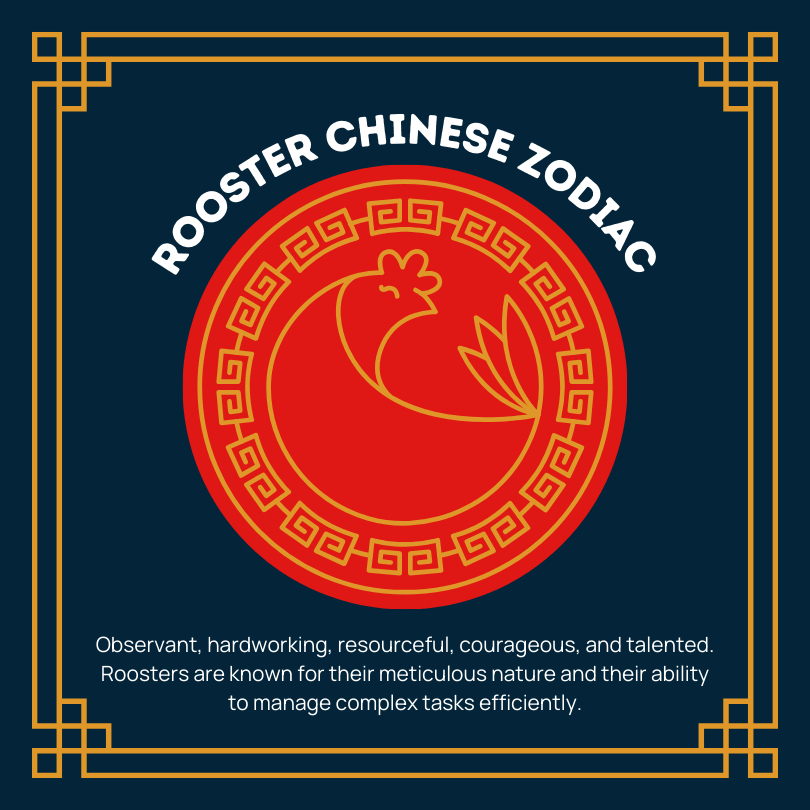 ROOSTER CHINESE ZODIAC
Observant, hardworking, resourceful, courageous, and talented.
Roosters are known for their meticulous nature and their ability
to manage complex tasks efficiently.